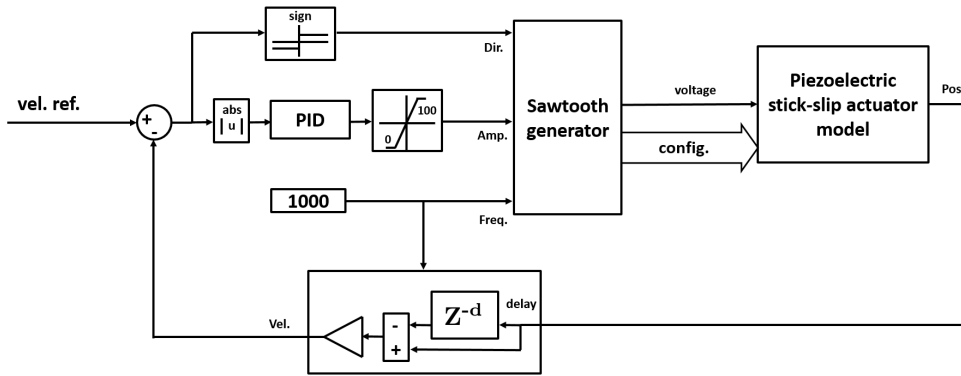 sign
Dir.
vel. ref.
+
-
abs
|u|
PID
100
0
Amp.
Sawtooth
generator
voltage
config.
Piezoelectric
stick-slip actuator
model
Pos
1000
Freq.
Vel.
-
+
Z-d
delay